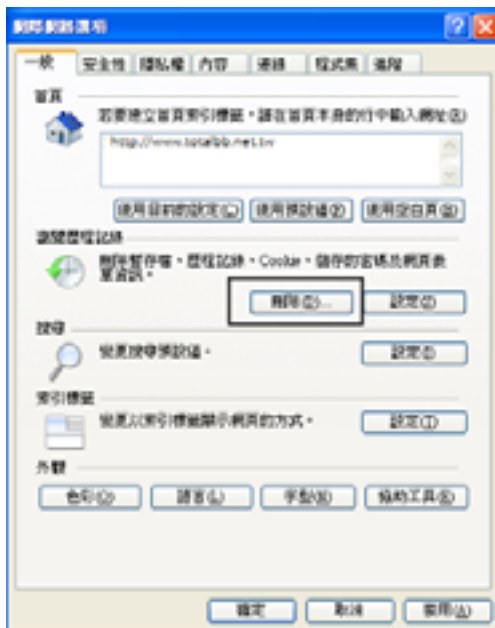 網際網路選項
一般 安全性 隱私權 內容 連線 程式集 進階
首頁
若要建立首頁索引標籤，請在首頁本身的行中輸入網址(R)
http://www.totalbb.net.tw
使用目前的設定(C) 使用預設值(F) 使用空白頁(B)
瀏覽歷程記錄
刪除暫存檔、歷程記錄、Cookie、儲存的密碼及網頁表
單資訊。
刪除(D)... 設定(S)
搜尋
變更搜尋預設值。
設定(I)
索引標籤
變更以索引標籤顯示網頁的方式。
設定(T)
外觀
色彩(O) 語言(L) 字型(N) 協助工具(E)
確定 取消 套用(A)